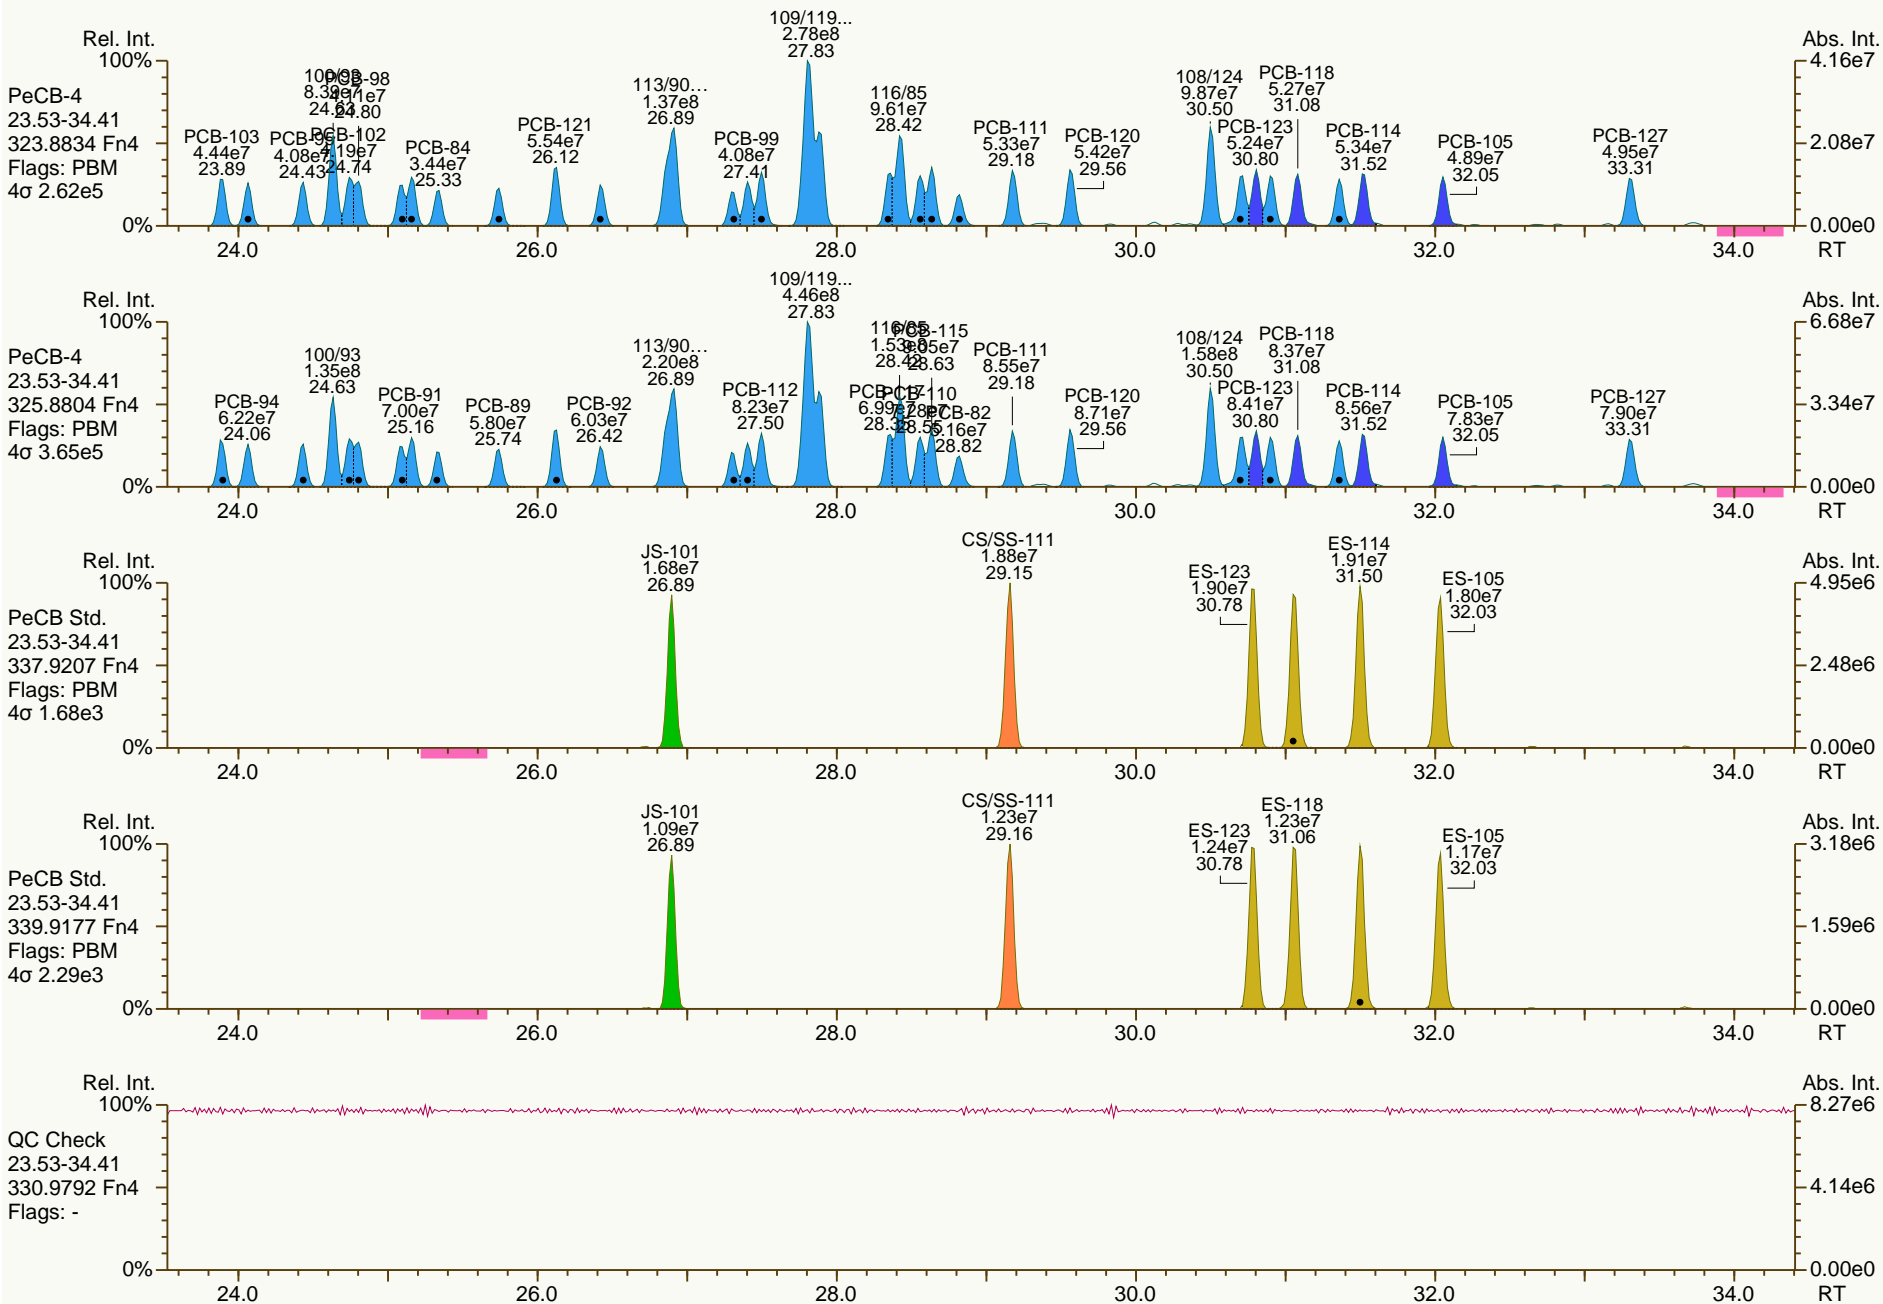 Rel. Int.
Abs. Int.
100%
0%
4.16e7
2.08e7
0.00e0
PeCB-4
23.53-34.41
323.8834 Fn4
Flags: PBM
4σ 2.62e5
PCB-103
4.44e7
23.89
4.08e7
24.43
100/93
24.63
PCB-98
24.80
PCB-102
4.19e7
24.74
PCB-84
3.44e7
25.33
PCB-121
5.54e7
26.12
113/90...
1.37e8
26.89
PCB-99
4.08e7
27.41
109/119...
2.78e8
27.83
116/85
9.61e7
28.42
PCB-111
5.33e7
29.18
PCB-120
5.42e7
29.56
108/124
9.87e7
30.50
PCB-123
5.24e7
30.80
PCB-118
5.27e7
31.08
PCB-114
5.34e7
31.52
PCB-105
4.89e7
32.05
PCB-127
4.95e7
33.31
24.0 26.0 28.0 30.0 32.0 34.0 RT
Rel. Int.
Abs. Int.
100%
0%
6.68e7
3.34e7
0.00e0
PeCB-4
23.53-34.41
325.8804 Fn4
Flags: PBM
4σ 3.65e5
PCB-94
6.22e7
24.06
100/93
1.35e8
24.63
PCB-91
7.00e7
25.16
PCB-89
5.80e7
25.74
PCB-92
6.03e7
26.42
113/90...
2.20e8
26.89
PCB-112
8.23e7
27.50
109/119...
4.46e8
27.83
28.42
PCB-115
28.63
PCB-82
5.16e7
28.82
PCB-111
8.55e7
29.18
PCB-120
8.71e7
29.56
108/124
1.58e8
30.50
PCB-123
8.41e7
30.80
PCB-118
8.37e7
31.08
PCB-114
8.56e7
31.52
PCB-105
7.83e7
32.05
PCB-127
7.90e7
33.31
24.0 26.0 28.0 30.0 32.0 34.0 RT
Rel. Int.
Abs. Int.
100%
0%
4.95e6
2.48e6
0.00e0
PeCB Std.
23.53-34.41
337.9207 Fn4
Flags: PBM
4σ 1.68e3
JS-101
1.68e7
26.89
CS/SS-111
1.88e7
29.15
ES-123
1.90e7
30.78
ES-114
1.91e7
31.50
ES-105
1.80e7
32.03
24.0 26.0 28.0 30.0 32.0 34.0 RT
Rel. Int.
Abs. Int.
100%
0%
3.18e6
1.59e6
0.00e0
PeCB Std.
23.53-34.41
339.9177 Fn4
Flags: PBM
4σ 2.29e3
JS-101
1.09e7
26.89
CS/SS-111
1.23e7
29.16
ES-123
1.24e7
30.78
ES-118
1.23e7
31.06
ES-105
1.17e7
32.03
24.0 26.0 28.0 30.0 32.0 34.0 RT
Rel. Int.
Abs. Int.
100%
0%
8.27e6
4.14e6
0.00e0
QC Check
23.53-34.41
330.9792 Fn4
Flags: -
24.0 26.0 28.0 30.0 32.0 34.0 RT